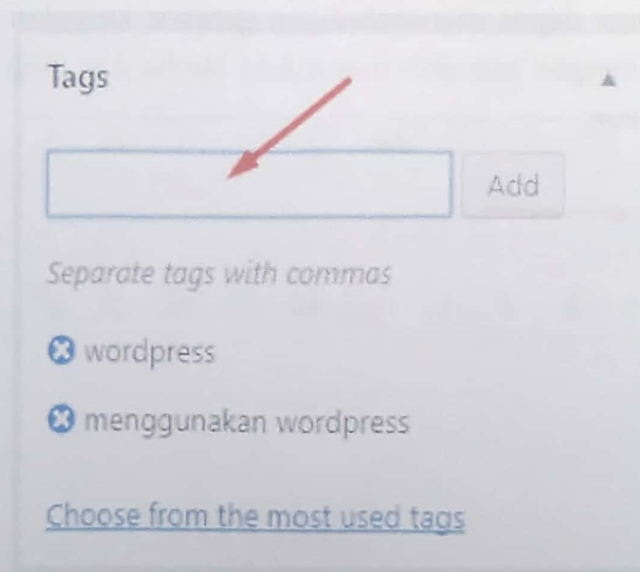 Tags
Add
Separate tags with commas
wordpress
menggunakan wordpress
Choose from the most used tags